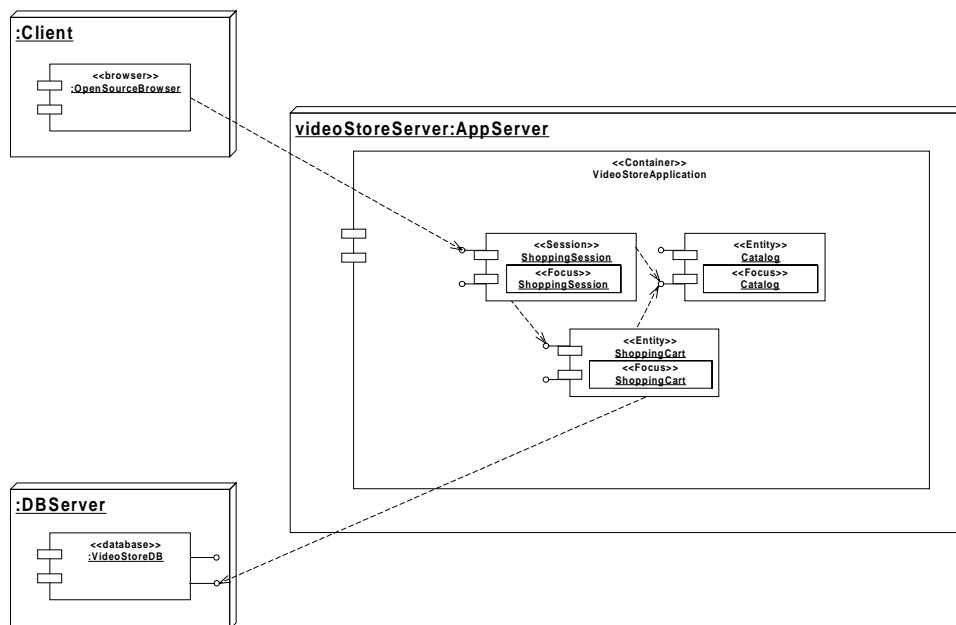 :Client
<<browser>>
:OpenSourceBrowser
videoStoreServer:AppServer
<<Container>>
VideoStoreApplication
<<Session>>
ShoppingSession
<<Focus>>
ShoppingSession
<<Entity>>
Catalog
<<Focus>>
Catalog
<<Entity>>
ShoppingCart
<<Focus>>
ShoppingCart
:DBServer
<<database>>
:VideoStoreDB